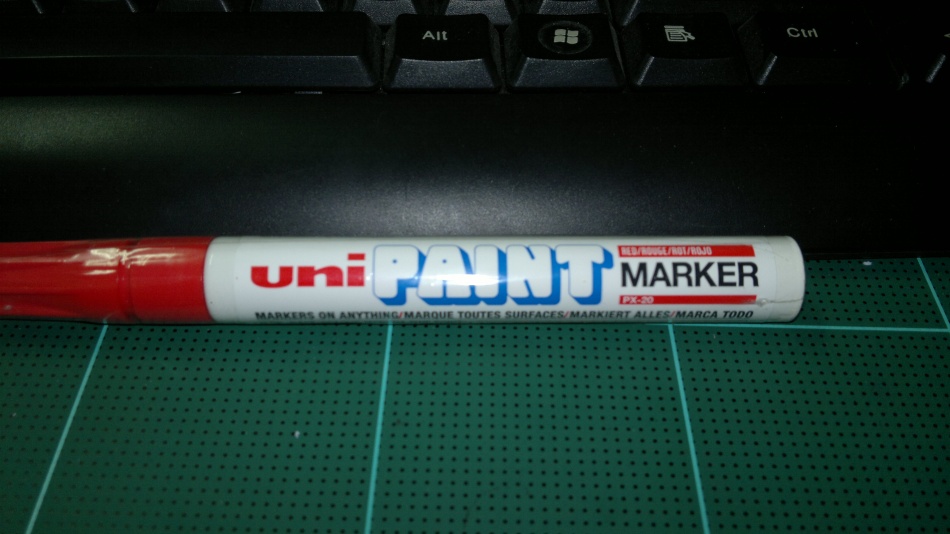 Alt
Ctrl
uni PAINT
RED/ROUGE/ROT/ROJO
MARKER
PX-20
MARKERS ON ANYTHING/MARQUE TOUTES SURFACES/MARKIERT ALLES/MARCA TODO